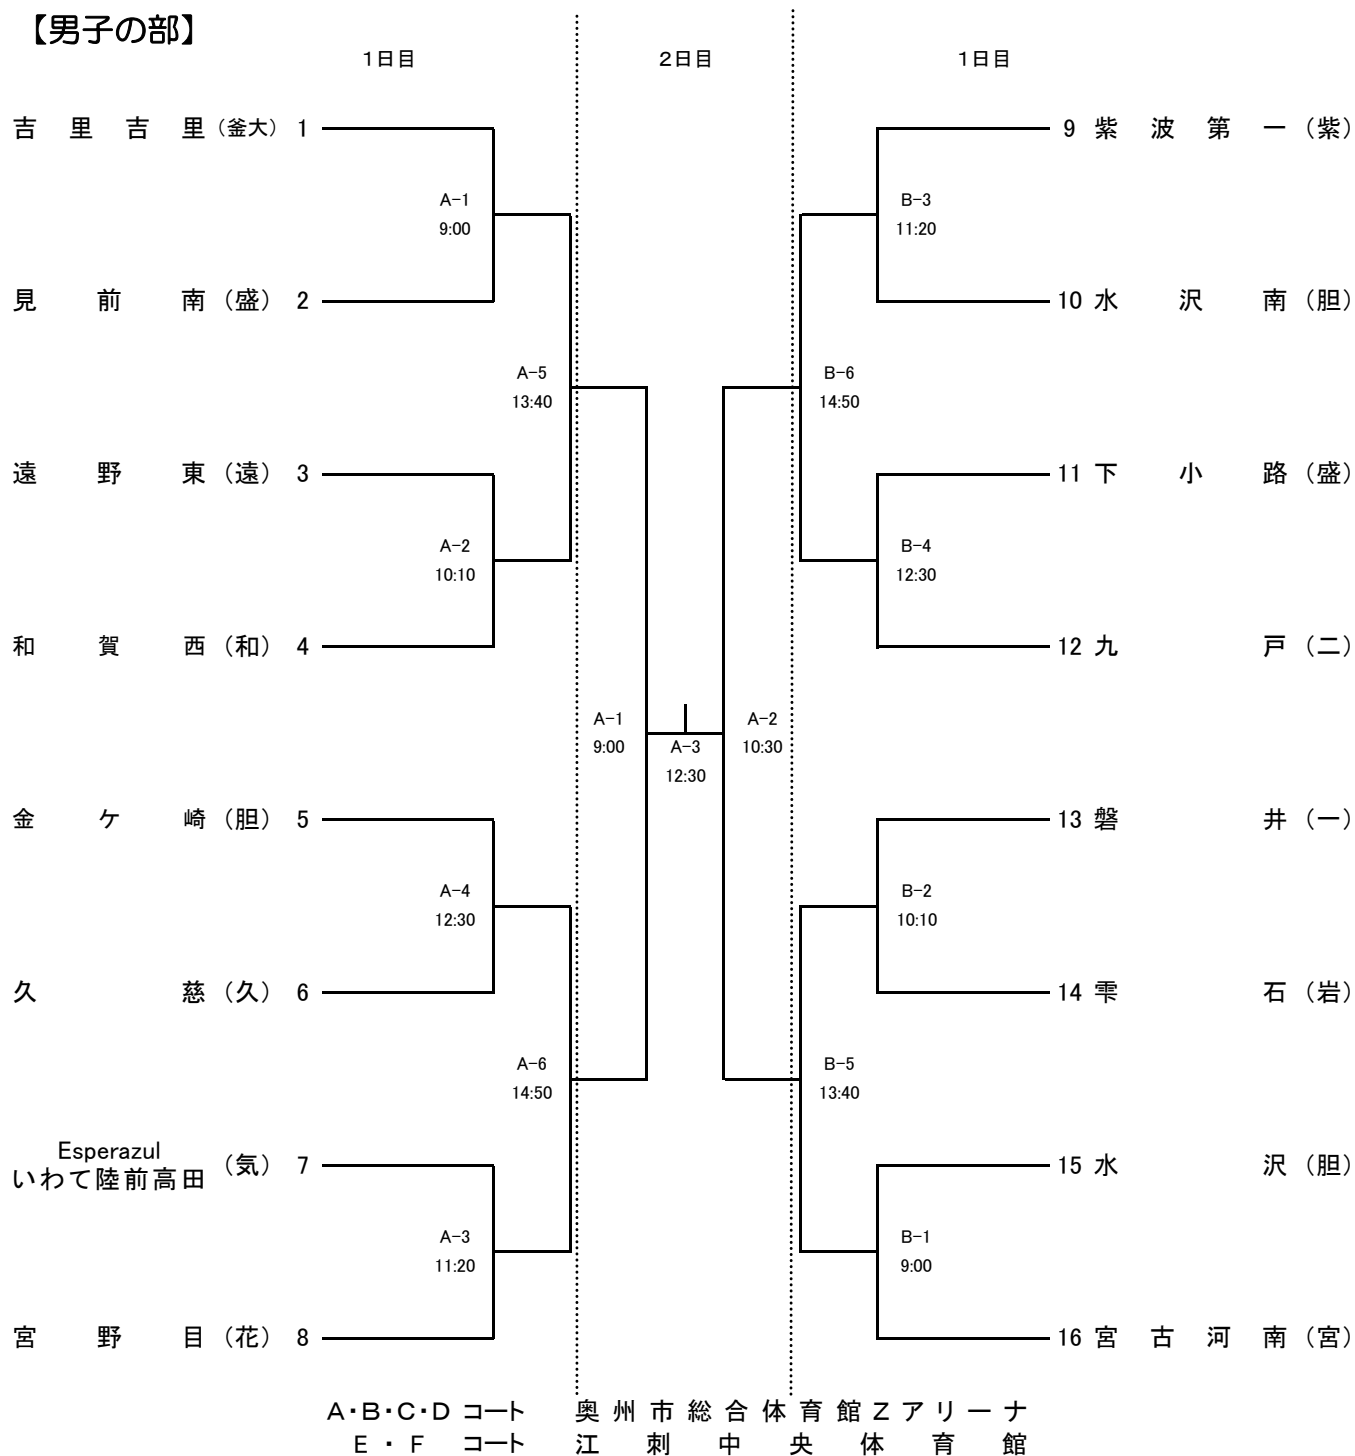 【男子の部】
1日目 2日目 1日目
吉里吉里（釜大） 1
9 紫波第一（紫）
A-1
9:00
B-3
11:20
見前南（盛） 2
10 水沢南（胆）
A-5
13:40
B-6
14:50
遠野東（遠） 3
11 下小路（盛）
A-2
10:10
B-4
12:30
和賀西（和） 4
12 九戸（二）
A-1
9:00
A-3
12:30
A-2
10:30
金ケ崎（胆） 5
13 磐井（一）
A-4
12:30
B-2
10:10
久慈（久） 6
14 雫石（岩）
A-6
14:50
B-5
13:40
Esperazul
いわて陸前高田（気） 7
15 水沢（胆）
A-3
11:20
B-1
9:00
宮野目（花） 8
16 宮古河南（宮）
A・B・C・D コート 奥州市総合体育館Zアリーナ
E・F コート 江刺中央体育館